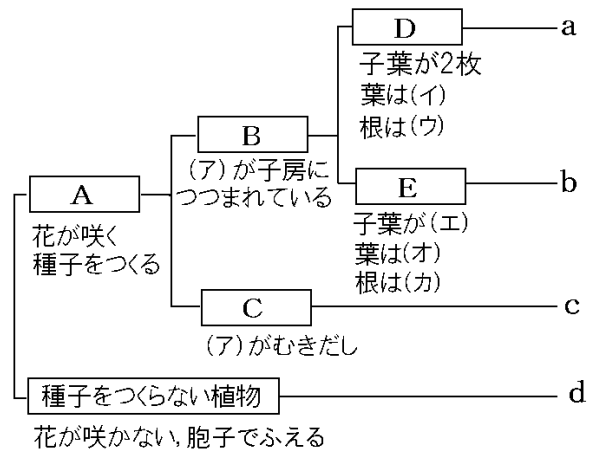 D
a
子葉が2枚
葉は(イ)
根は(ウ)
B
(ア)が子房に
つつまれている
E
b
子葉が(エ)
葉は(オ)
根は(カ)
A
花が咲く
種子をつくる
C
c
(ア)がむきだし
種子をつくらない植物
d
花が咲かない,胞子でふえる